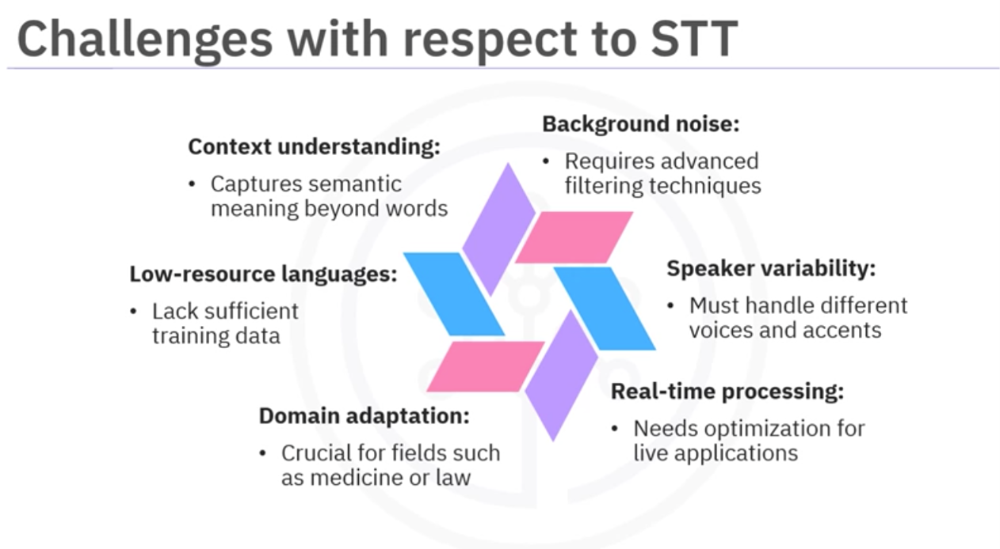 Challenges with respect to STT
Background noise:
• Requires advanced
filtering techniques
Speaker variability:
• Must handle different
voices and accents
Real-time processing:
• Needs optimization for
live applications
Domain adaptation:
• Crucial for fields such
as medicine or law
Low-resource languages:
• Lack sufficient
training data
Context understanding:
• Captures semantic
meaning beyond words